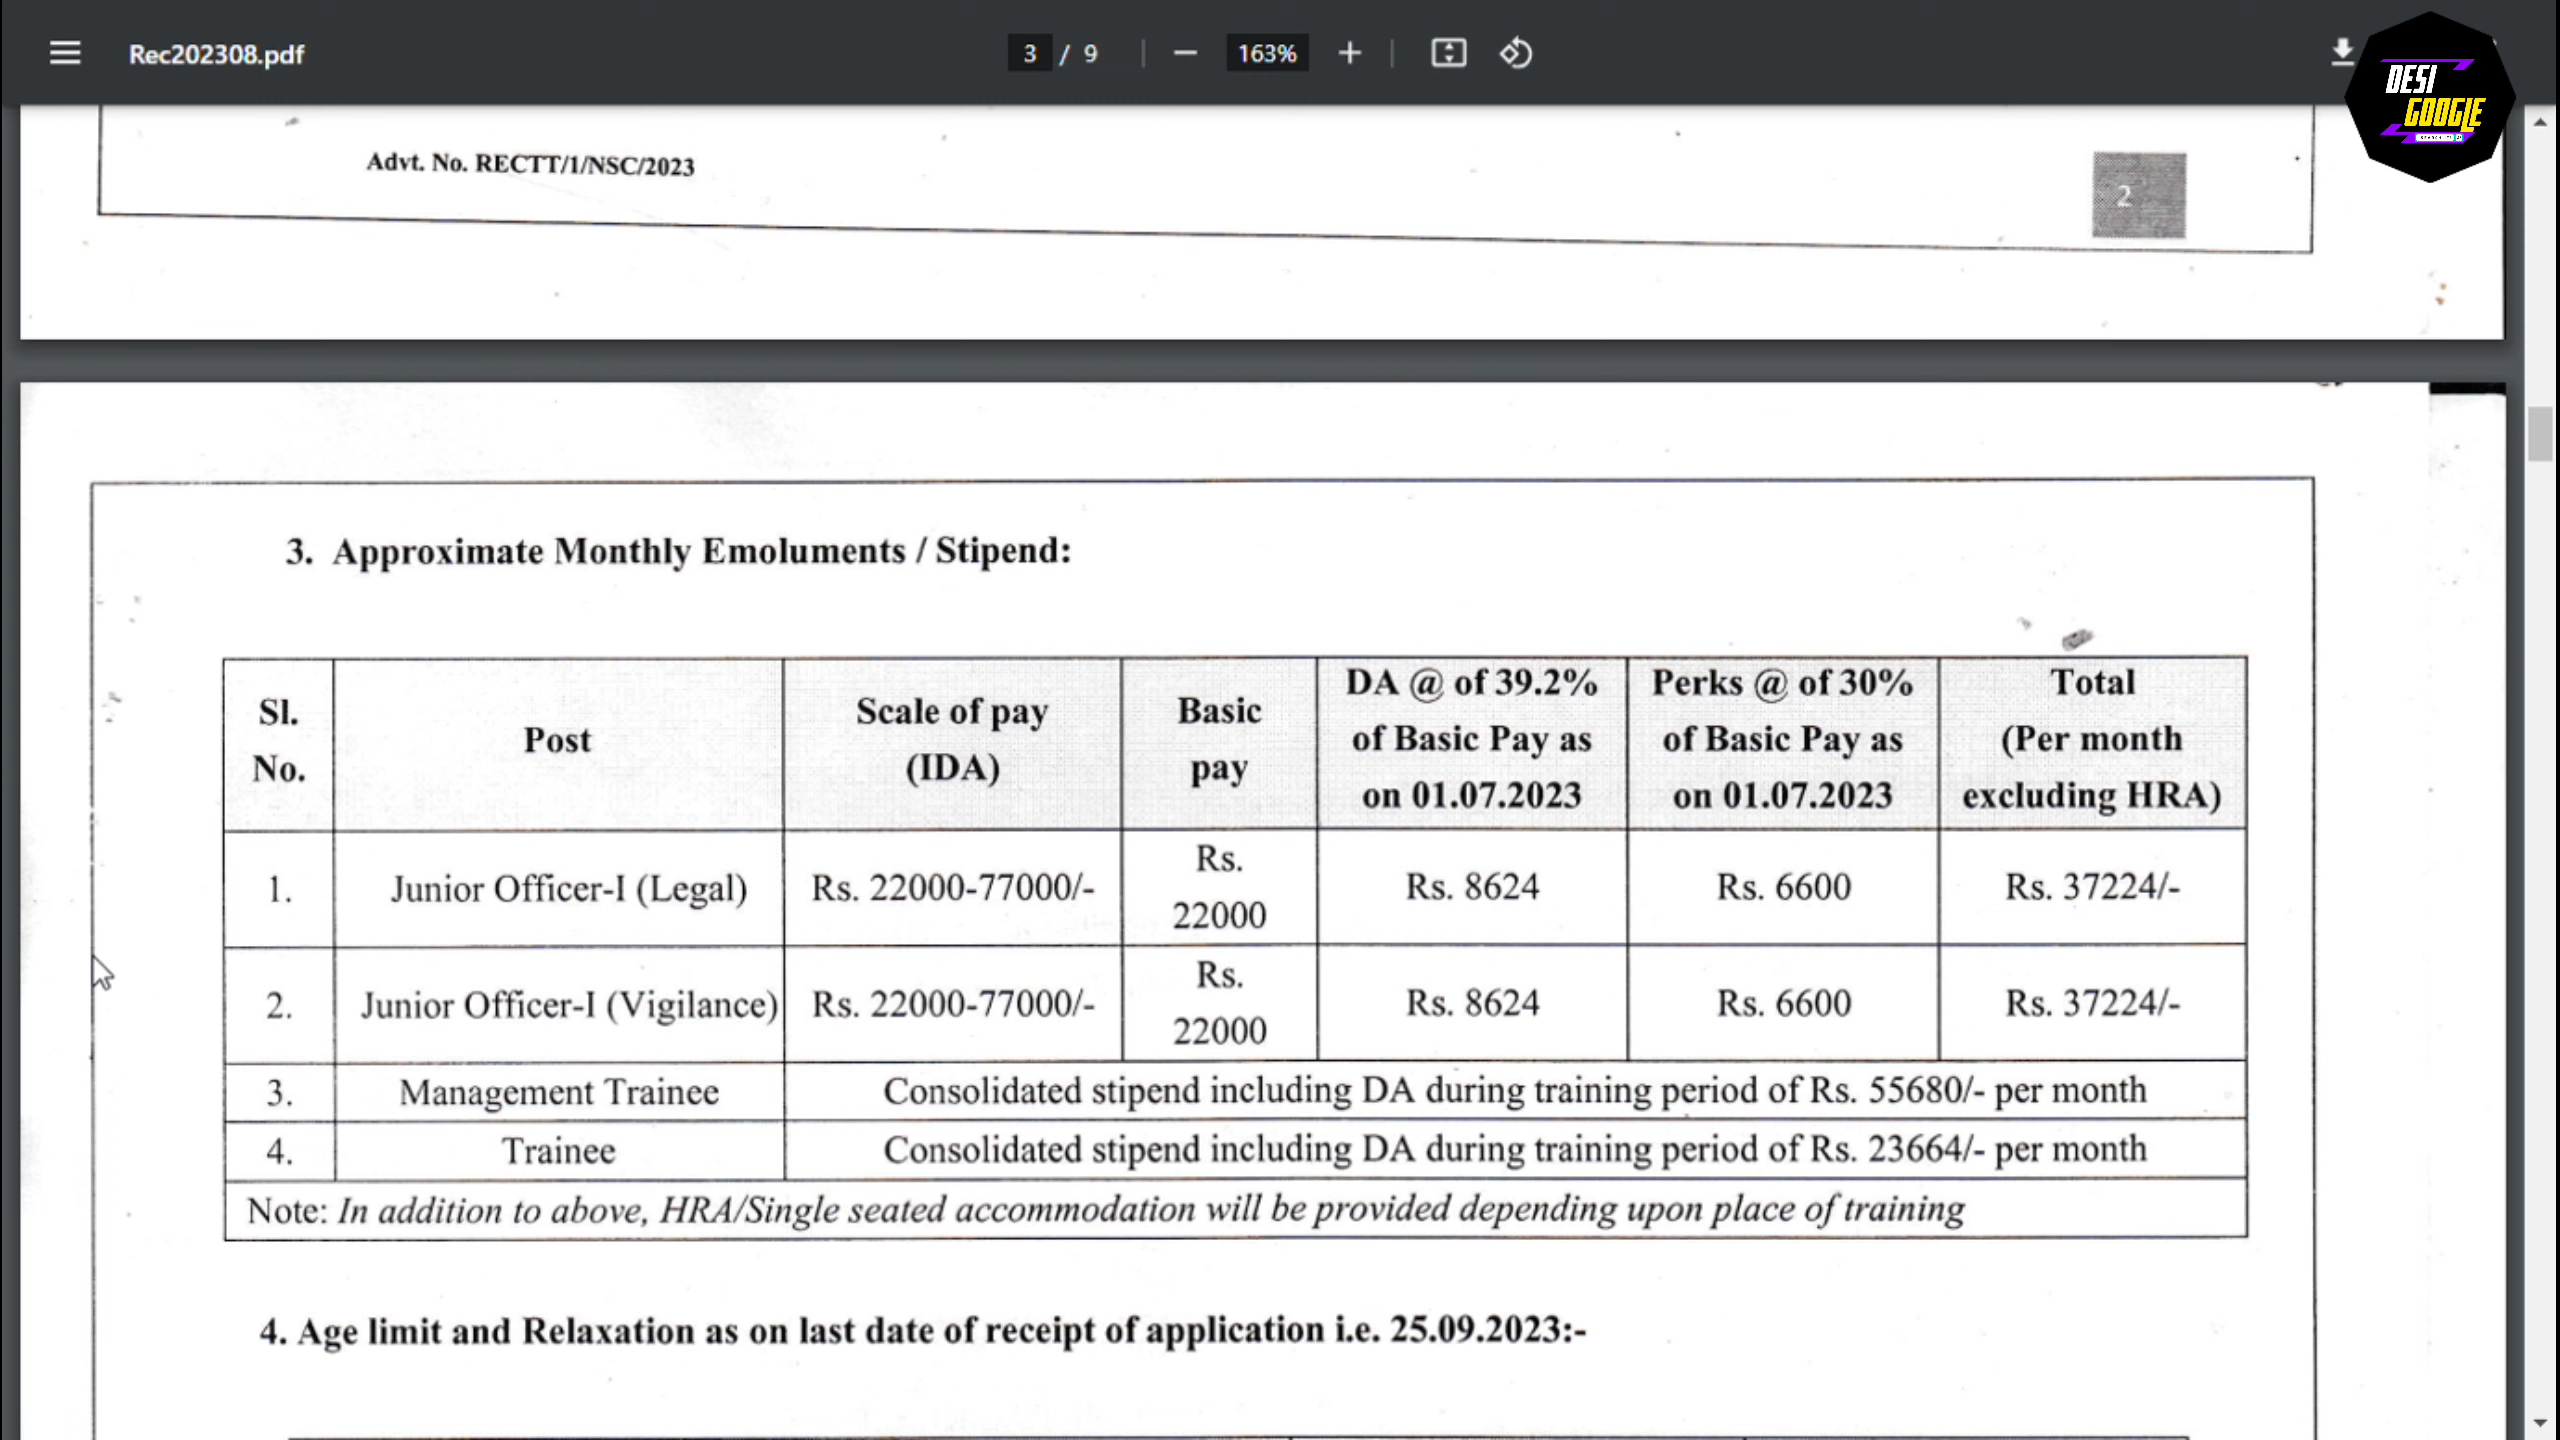 Rec202308.pdf
3 / 9
163%
DESI
GOOGLE
Advt. No. RECTT/1/NSC/2023
2
3. Approximate Monthly Emoluments / Stipend:
Sl.
No.
Post
Scale of pay
(IDA)
Basic
pay
DA @ of 39.2%
of Basic Pay as
on 01.07.2023
Perks @ of 30%
of Basic Pay as
on 01.07.2023
Total
(Per month
excluding HRA)
1.
Junior Officer-I (Legal)
Rs. 22000-77000/-
Rs.
22000
Rs. 8624
Rs. 6600
Rs. 37224/-
2.
Junior Officer-I (Vigilance)
Rs. 22000-77000/-
Rs.
22000
Rs. 8624
Rs. 6600
Rs. 37224/-
3.
Management Trainee
Consolidated stipend including DA during training period of Rs. 55680/- per month
4.
Trainee
Consolidated stipend including DA during training period of Rs. 23664/- per month
Note: In addition to above, HRA/Single seated accommodation will be provided depending upon place of training
4. Age limit and Relaxation as on last date of receipt of application i.e. 25.09.2023:-